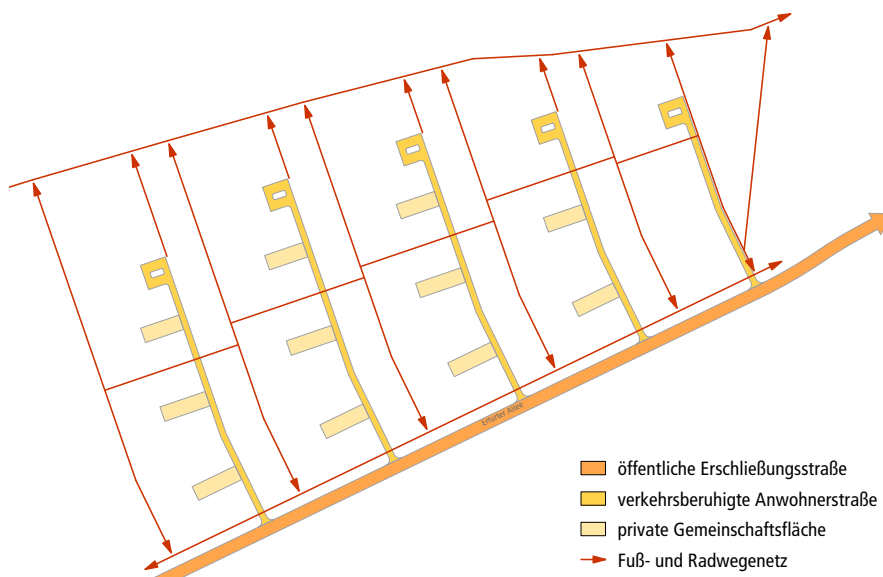 Erfurter Allee
öffentliche Erschließungsstraße
verkehrsberuhigte Anwohnerstraße
private Gemeinschaftsfläche
Fuß- und Radwegenetz